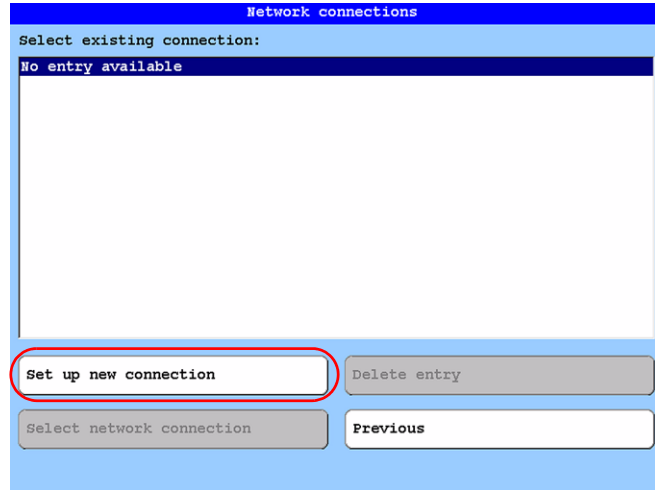 Network connections
Select existing connection:
No entry available
Set up new connection
Delete entry
Select network connection
Previous